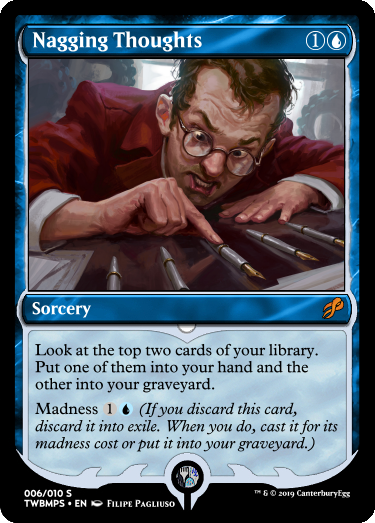 Nagging Thoughts 1
Sorcery
Look at the top two cards of your library.
Put one of them into your hand and the
other into your graveyard.
Madness 1 (If you discard this card,
discard it into exile. When you do, cast it for its
madness cost or put it into your graveyard.)
006/010 S
TWBMPS • EN Filipe Pagliuso ™ & © 2019 CanterburyEgg